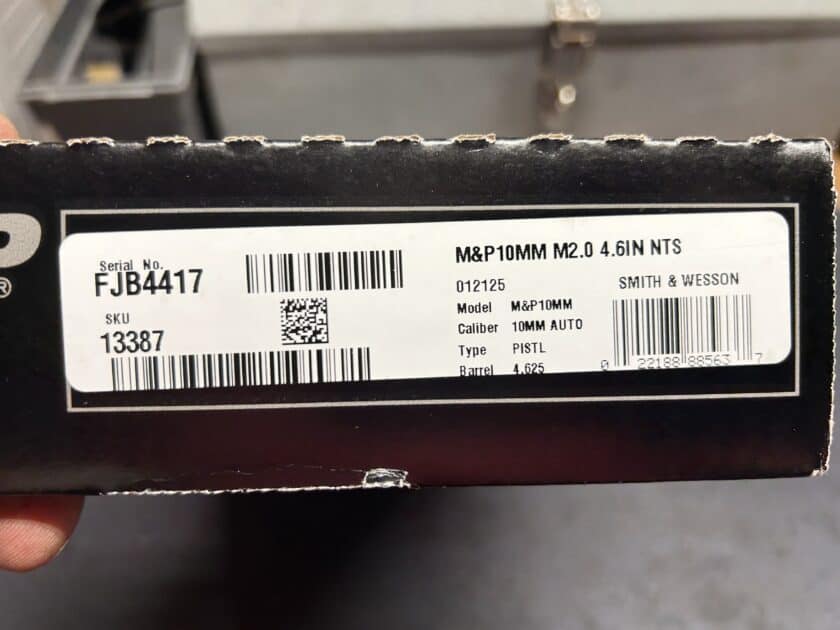 P
®
Serial No.
FJB4417
SKU
13387
M&P10MM M2.0 4.6IN NTS
012125
SMITH & WESSON
Model M&P10MM
Caliber 10MM AUTO
Type PISTL
Barrel 4.625
0 22188 88563 7